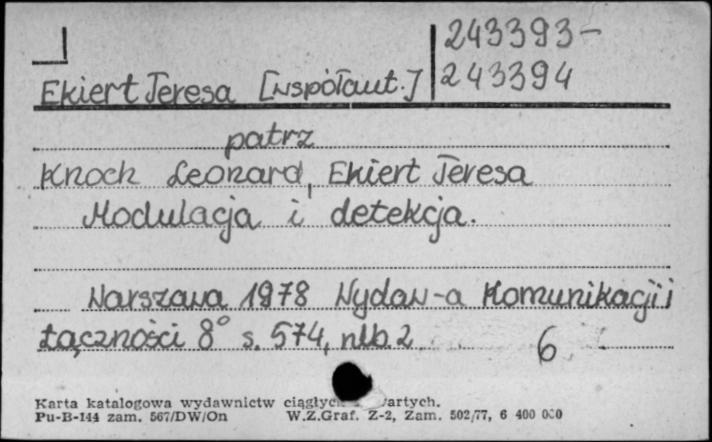 243393-
243394
Ekiert Teresa [współaut.]
patrz
Knoch Leonard, Ekiert Teresa
Modulacja i detekcja.
Warszawa 1978 Wydaw-a Komunikacji i
Łączności 8° s. 574, nlb 2
6
Karta katalogowa wydawnictw
Pu-B-144 zam. 567/DW/On W.Z.Graf. Z-2, Zam. 502/77, 6 400 000